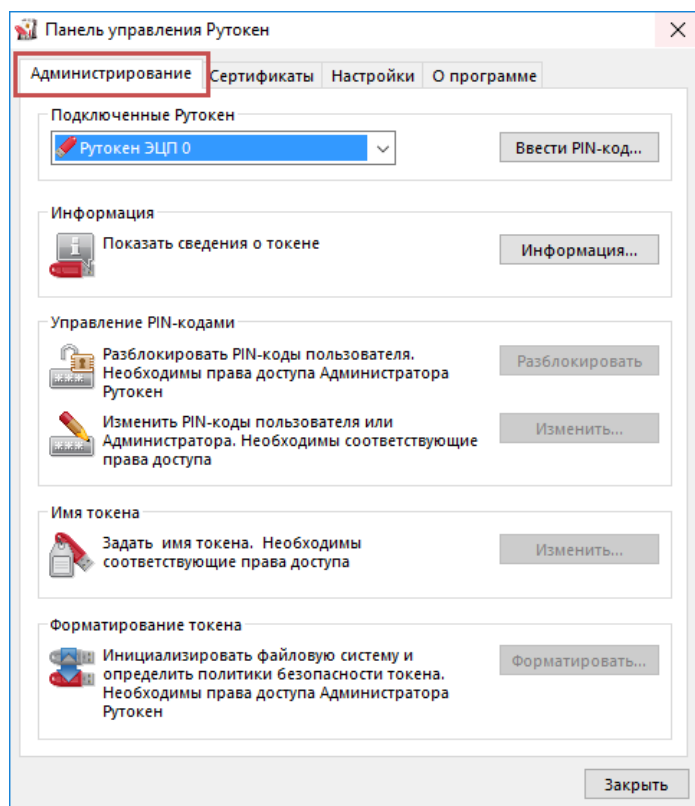 Панель управления Рутокен
Администрирование Сертификаты Настройки О программе
Подключенные Рутокен
Рутокен ЭЦП 0
Ввести PIN-код...
Информация
Показать сведения о токене
Информация...
Управление PIN-кодами
Разблокировать PIN-коды пользователя.
Необходимы права доступа Администратора
Рутокен
Разблокировать
Изменить PIN-коды пользователя или
Администратора. Необходимы соответствующие
права доступа
Изменить...
Имя токена
Задать имя токена. Необходимы
соответствующие права доступа
Изменить...
Форматирование токена
Инициализировать файловую систему и
определить политики безопасности токена.
Необходимы права доступа Администратора
Рутокен
Форматировать...
Закрыть